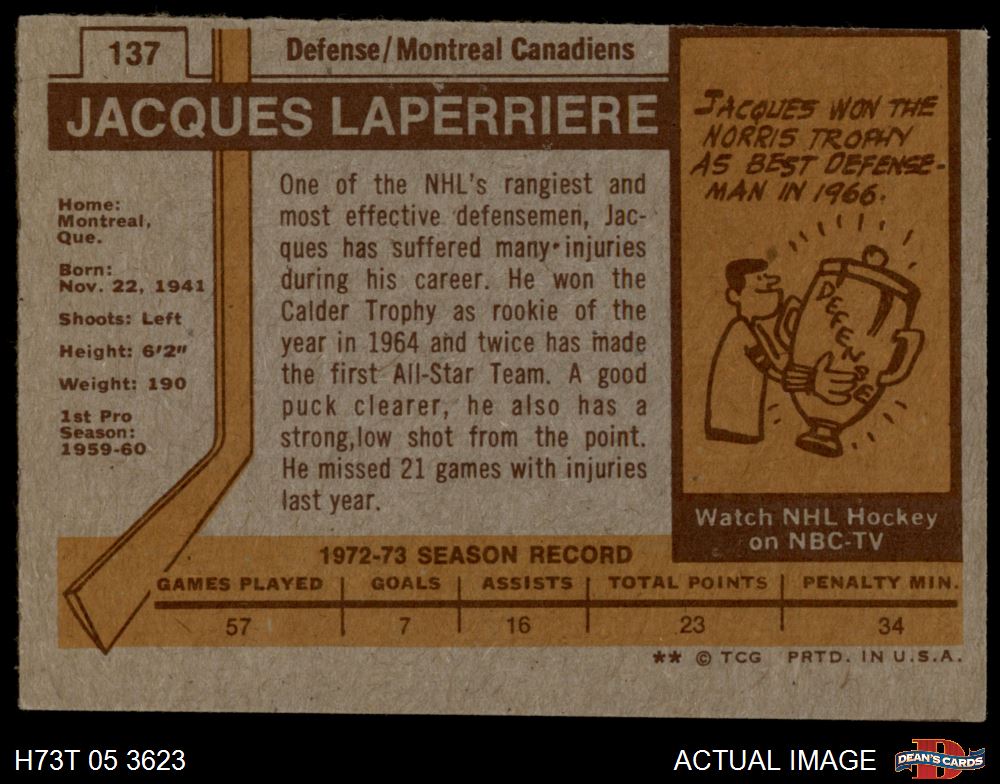 137
Defense/Montreal Canadiens
JACQUES LAPERRIERE
Home:
Montreal,
Que.
Born:
Nov. 22, 1941
Shoots: Left
Height: 6'2"
Weight: 190
1st Pro
Season:
1959-60
One of the NHL's rangiest and
most effective defensemen, Jac-
ques has suffered many injuries
during his career. He won the
Calder Trophy as rookie of the
year in 1964 and twice has made
the first All-Star Team. A good
puck clearer, he also has a
strong,low shot from the point.
He missed 21 games with injuries
last year.
JACQUES WON THE
NORRIS TROPHY
AS BEST DEFENSE-
MAN IN 1966.
DEFENSE
Watch NHL Hockey
on NBC-TV
1972-73 SEASON RECORD
GAMES PLAYED GOALS ASSISTS TOTAL POINTS PENALTY MIN.
57 7 16 23 34
** © TCG PRTD. IN U.S.A.
H73T 05 3623
ACTUAL IMAGE
DEAN'S CARDS